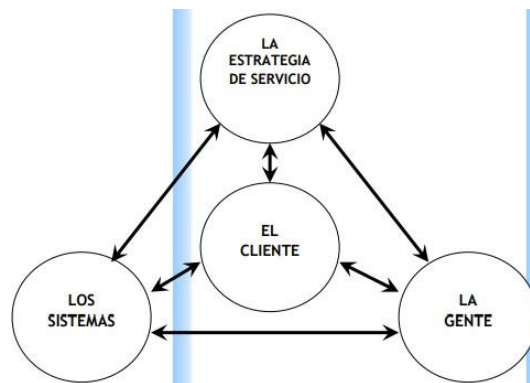 LA
ESTRATEGIA
DE SERVICIO
EL
CLIENTE
LOS
SISTEMAS
LA
GENTE